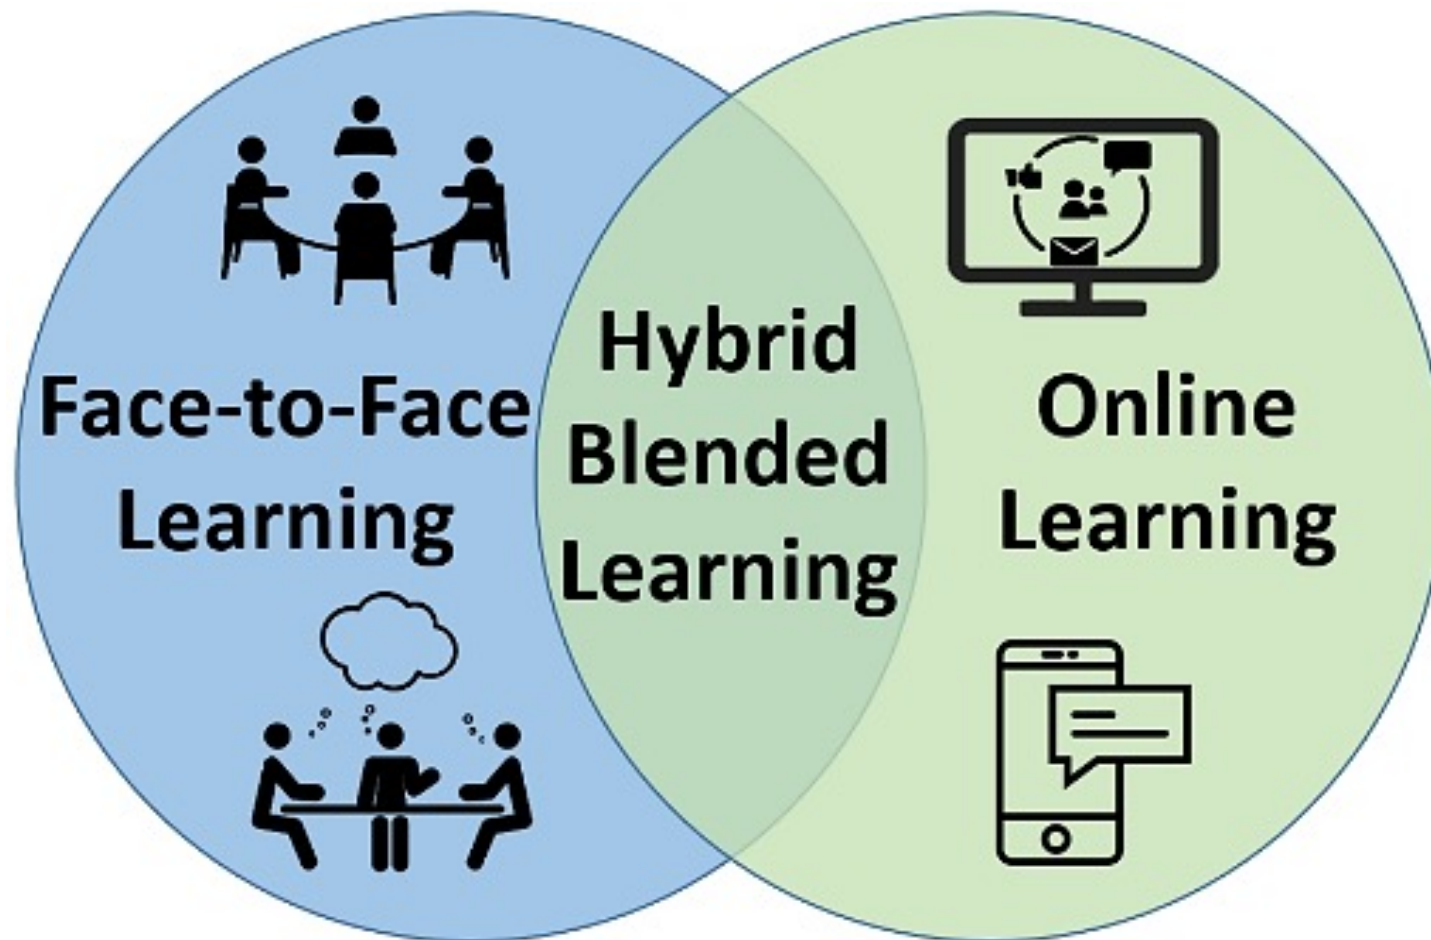 Face-to-Face
Learning
Hybrid
Blended
Learning
Online
Learning